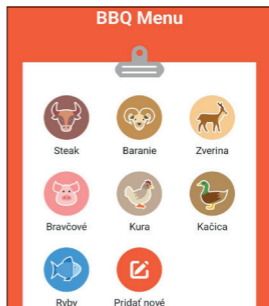 BBQ Menu
Steak Baranie Zverina
Bravčové Kura Kačica
Ryby Pridať nové